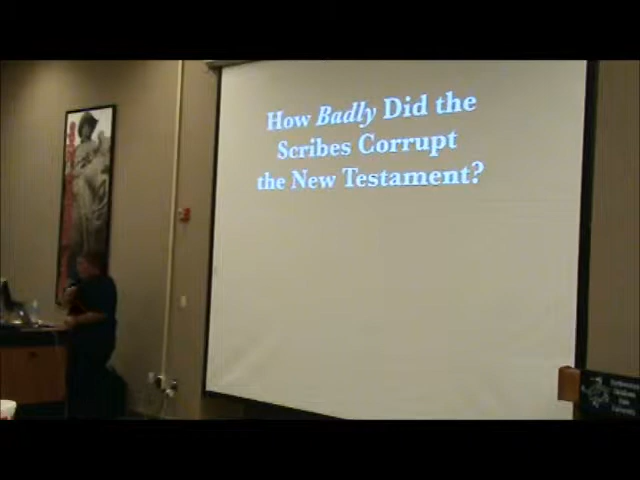 How Badly Did the
Scribes Corrupt
the New Testament?